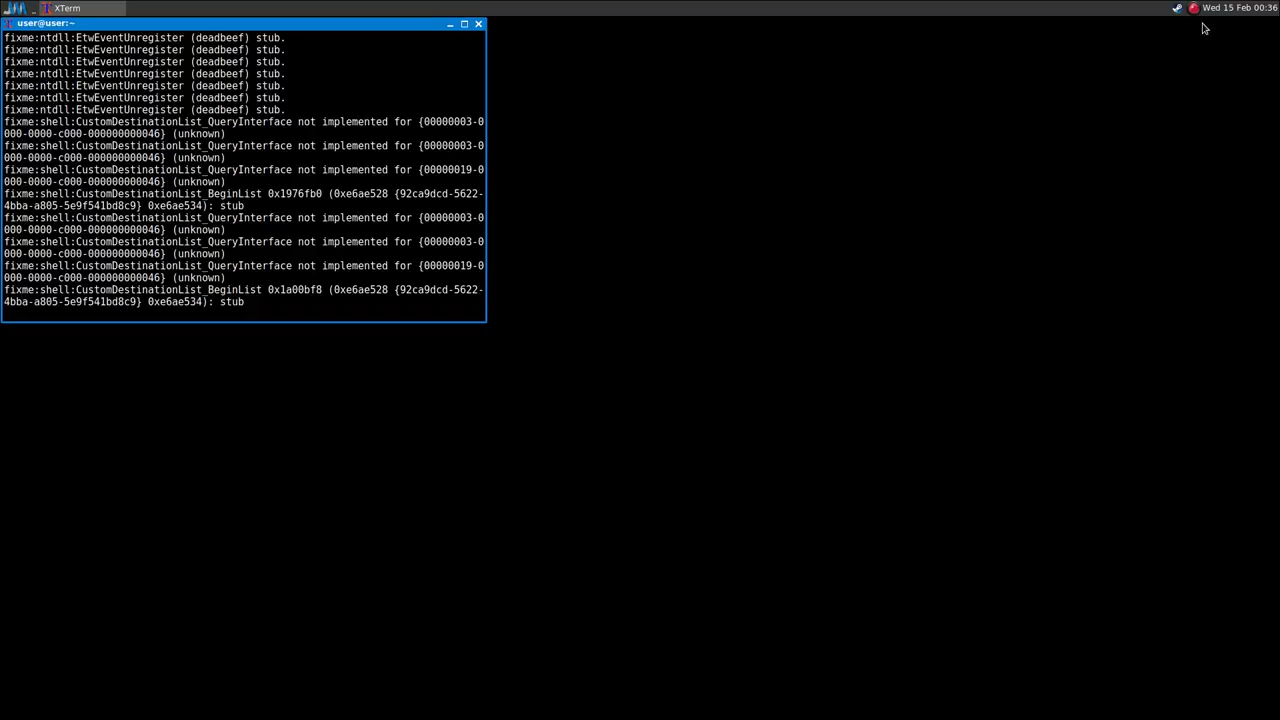 XTerm
Wed 15 Feb 00:36
user@user:~
fixme:ntdll:EtwEventUnregister (deadbeef) stub.
fixme:ntdll:EtwEventUnregister (deadbeef) stub.
fixme:ntdll:EtwEventUnregister (deadbeef) stub.
fixme:ntdll:EtwEventUnregister (deadbeef) stub.
fixme:ntdll:EtwEventUnregister (deadbeef) stub.
fixme:ntdll:EtwEventUnregister (deadbeef) stub.
fixme:ntdll:EtwEventUnregister (deadbeef) stub.
fixme:shell:CustomDestinationList_QueryInterface not implemented for {00000003-0
000-0000-c000-000000000046} (unknown)
fixme:shell:CustomDestinationList_QueryInterface not implemented for {00000003-0
000-0000-c000-000000000046} (unknown)
fixme:shell:CustomDestinationList_QueryInterface not implemented for {00000019-0
000-0000-c000-000000000046} (unknown)
fixme:shell:CustomDestinationList_BeginList 0x1976fb0 (0xe6ae528 {92ca9dcd-5622-
4bba-a805-5e9f541bd8c9} 0xe6ae534): stub
fixme:shell:CustomDestinationList_QueryInterface not implemented for {00000003-0
000-0000-c000-000000000046} (unknown)
fixme:shell:CustomDestinationList_QueryInterface not implemented for {00000003-0
000-0000-c000-000000000046} (unknown)
fixme:shell:CustomDestinationList_QueryInterface not implemented for {00000019-0
000-0000-c000-000000000046} (unknown)
fixme:shell:CustomDestinationList_BeginList 0x1a00bf8 (0xe6ae528 {92ca9dcd-5622-
4bba-a805-5e9f541bd8c9} 0xe6ae534): stub